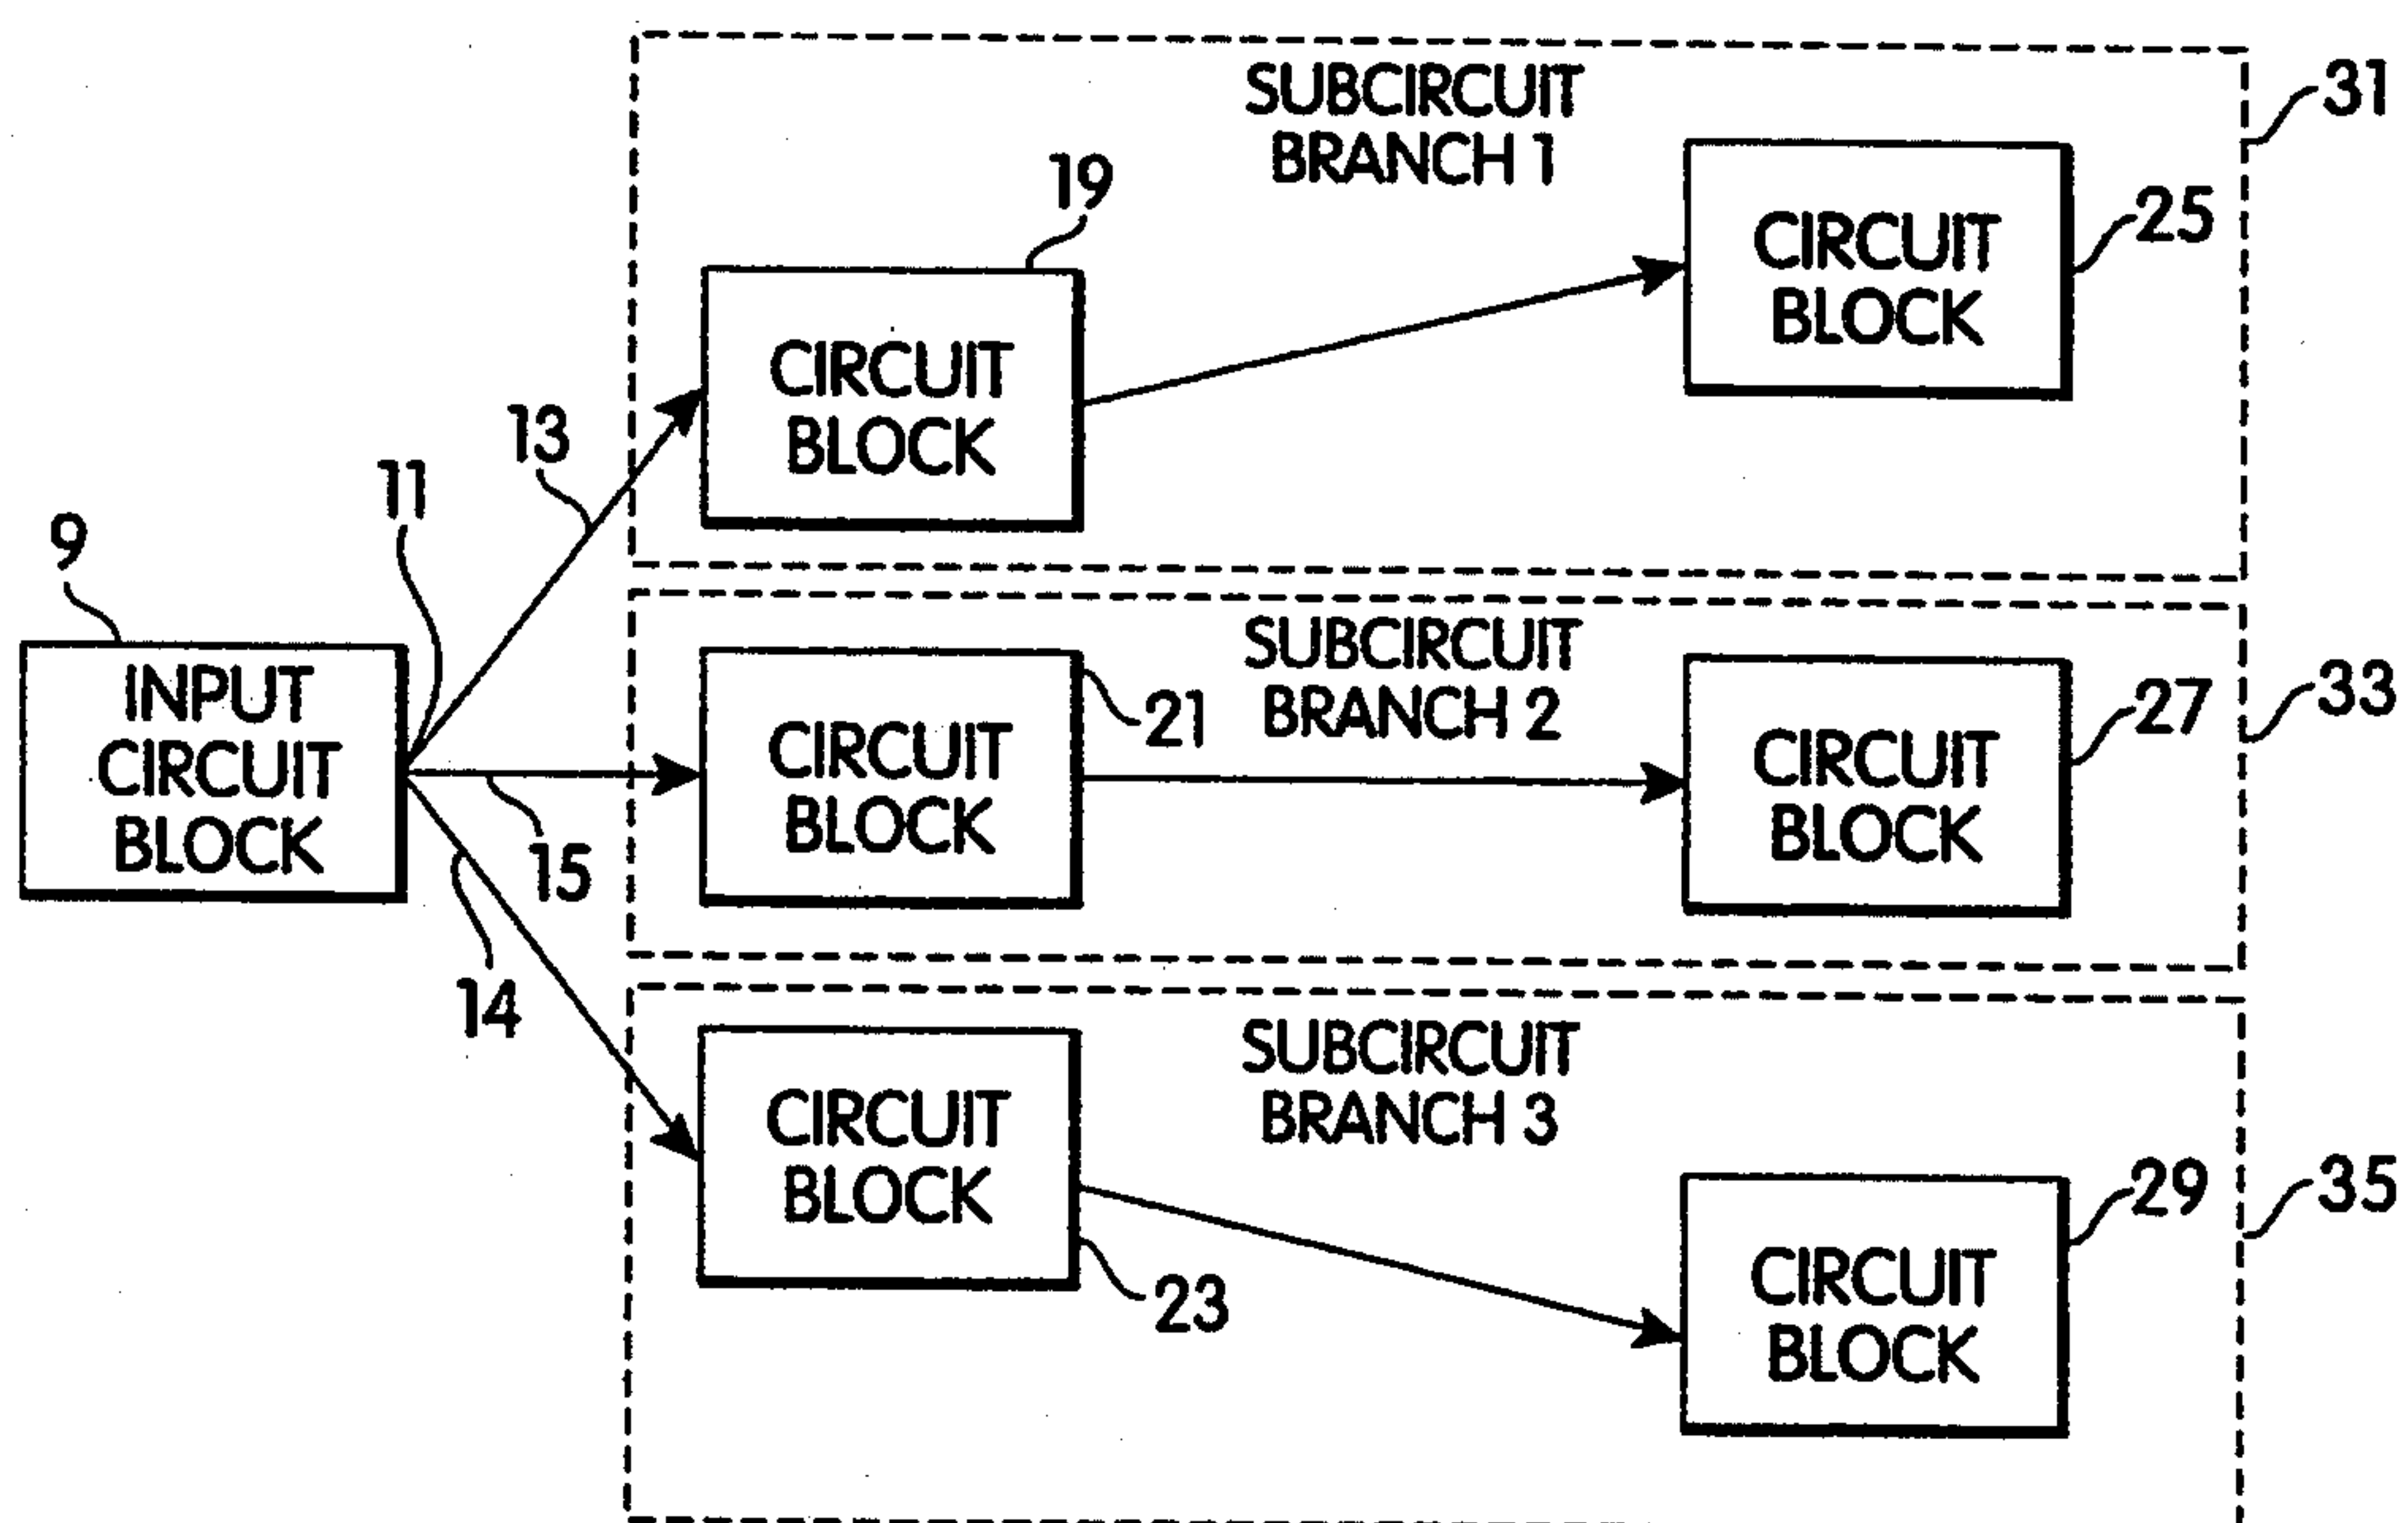 SUBCIRCUIT
BRANCH 1
31
19
CIRCUIT
BLOCK
25
CIRCUIT
BLOCK
13
11
9
INPUT
CIRCUIT
BLOCK
15
14
SUBCIRCUIT
BRANCH 2
33
CIRCUIT
BLOCK
21
CIRCUIT
BLOCK
27
SUBCIRCUIT
BRANCH 3
35
CIRCUIT
BLOCK
23
CIRCUIT
BLOCK
29